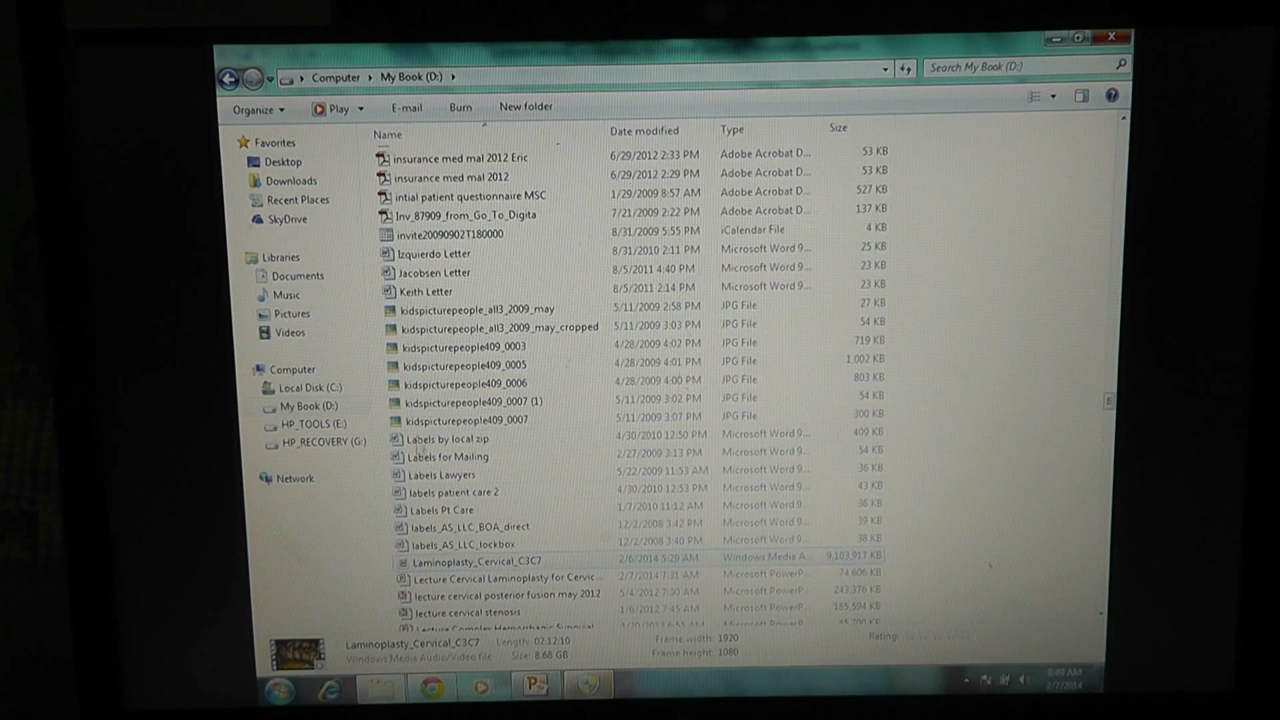 Computer My Book (D:) Search My Book (D:)
Organize Play E-mail Burn New folder
Name Date modified Type Size
Favorites
Desktop
Downloads
Recent Places
SkyDrive
Libraries
Documents
Music
Pictures
Videos
Computer
Local Disk (C:)
My Book (D:)
HP_TOOLS (E:)
HP_RECOVERY (G:)
Network
insurance med mal 2012 Eric 6/29/2012 2:33 PM Adobe Acrobat D... 53 KB
insurance med mal 2012 6/29/2012 2:29 PM Adobe Acrobat D... 53 KB
intial patient questionnaire MSC 1/29/2009 8:57 AM Adobe Acrobat D... 527 KB
Inv_87909_from_Go_To_Digita 7/21/2009 2:22 PM Adobe Acrobat D... 137 KB
invite20090902T180000 8/31/2009 5:55 PM iCalendar File 4 KB
Izquierdo Letter 8/31/2010 2:11 PM Microsoft Word 9... 25 KB
Jacobsen Letter 8/5/2011 4:40 PM Microsoft Word 9... 23 KB
Keith Letter 8/5/2011 2:14 PM Microsoft Word 9... 23 KB
kidspicturepeople_all3_2009_may 5/11/2009 2:58 PM JPG File 27 KB
kidspicturepeople_all3_2009_may_cropped 5/11/2009 3:03 PM JPG File 54 KB
kidspicturepeople409_0003 4/28/2009 4:02 PM JPG File 719 KB
kidspicturepeople409_0005 4/28/2009 4:01 PM JPG File 1,002 KB
kidspicturepeople409_0006 4/28/2009 4:00 PM JPG File 803 KB
kidspicturepeople409_0007 (1) 5/11/2009 3:02 PM JPG File 54 KB
kidspicturepeople409_0007 5/11/2009 3:07 PM JPG File 300 KB
Labels by local zip 4/30/2010 12:50 PM Microsoft Word 9... 409 KB
Labels for Mailing 2/27/2009 3:13 PM Microsoft Word 9... 54 KB
Labels Lawyers 5/22/2009 11:53 AM Microsoft Word 9... 36 KB
labels patient care 2 4/30/2010 12:53 PM Microsoft Word 9... 43 KB
Labels Pt Care 1/7/2010 11:12 AM Microsoft Word 9... 36 KB
labels_AS_LLC_BOA_direct 12/2/2008 3:42 PM Microsoft Word 9... 39 KB
labels_AS_LLC_lockbox 12/2/2008 3:40 PM Microsoft Word 9... 38 KB
Laminoplasty_Cervical_C3C7 2/6/2014 5:29 AM Windows Media A... 9,103,917 KB
Lecture Cervical Laminoplasty for Cervic... 2/7/2014 7:31 AM Microsoft PowerP... 74,606 KB
lecture cervical posterior fusion may 2012 5/4/2012 7:30 AM Microsoft PowerP... 243,376 KB
lecture cervical stenosis 1/6/2012 7:45 AM Microsoft PowerP... 185,594 KB
Laminoplasty_Cervical_C3C7 Length: 02:12:10 Frame width: 1920 Rating:
Windows Media Audio/Video file Size: 8.68 GB Frame height: 1080
8:49 AM
2/7/2014